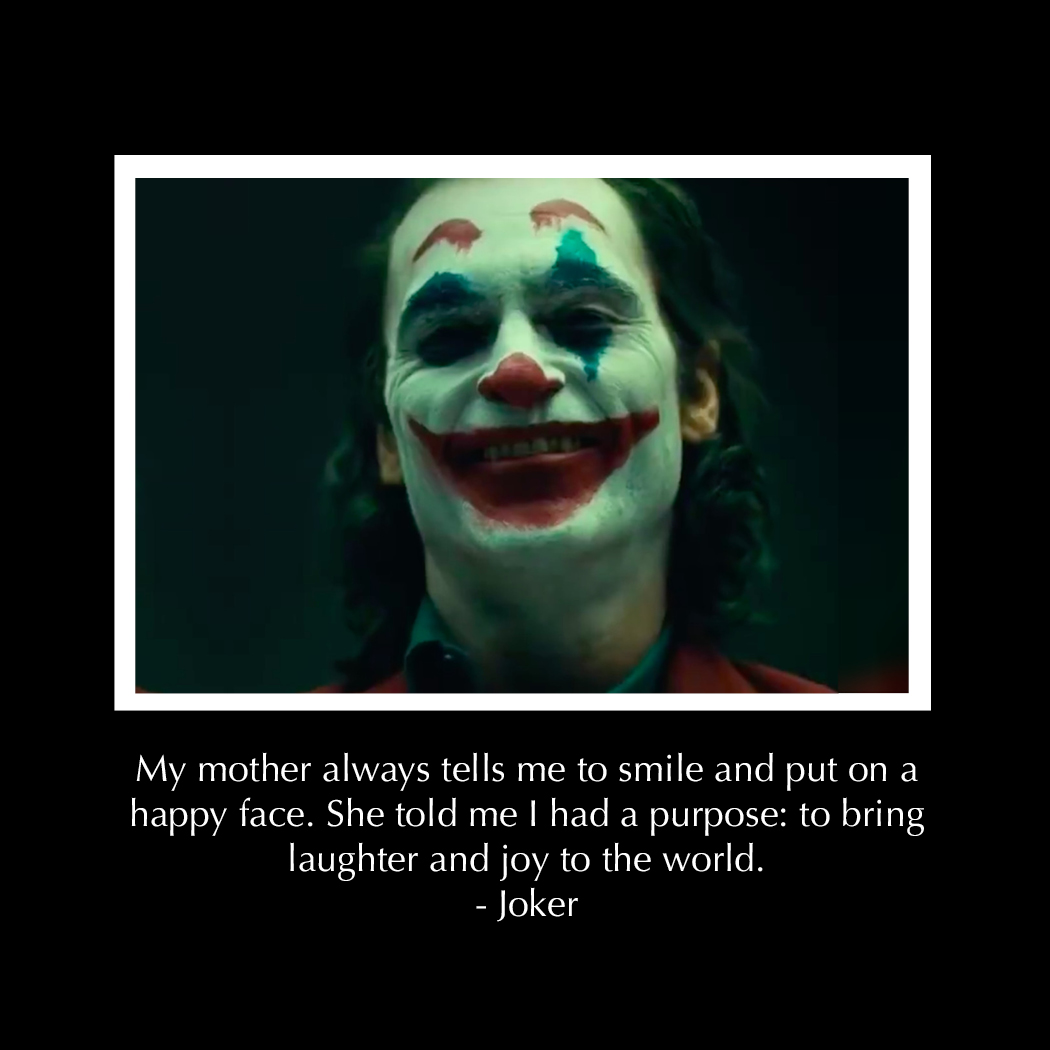 My mother always tells me to smile and put on a
happy face. She told me I had a purpose: to bring
laughter and joy to the world.
- Joker